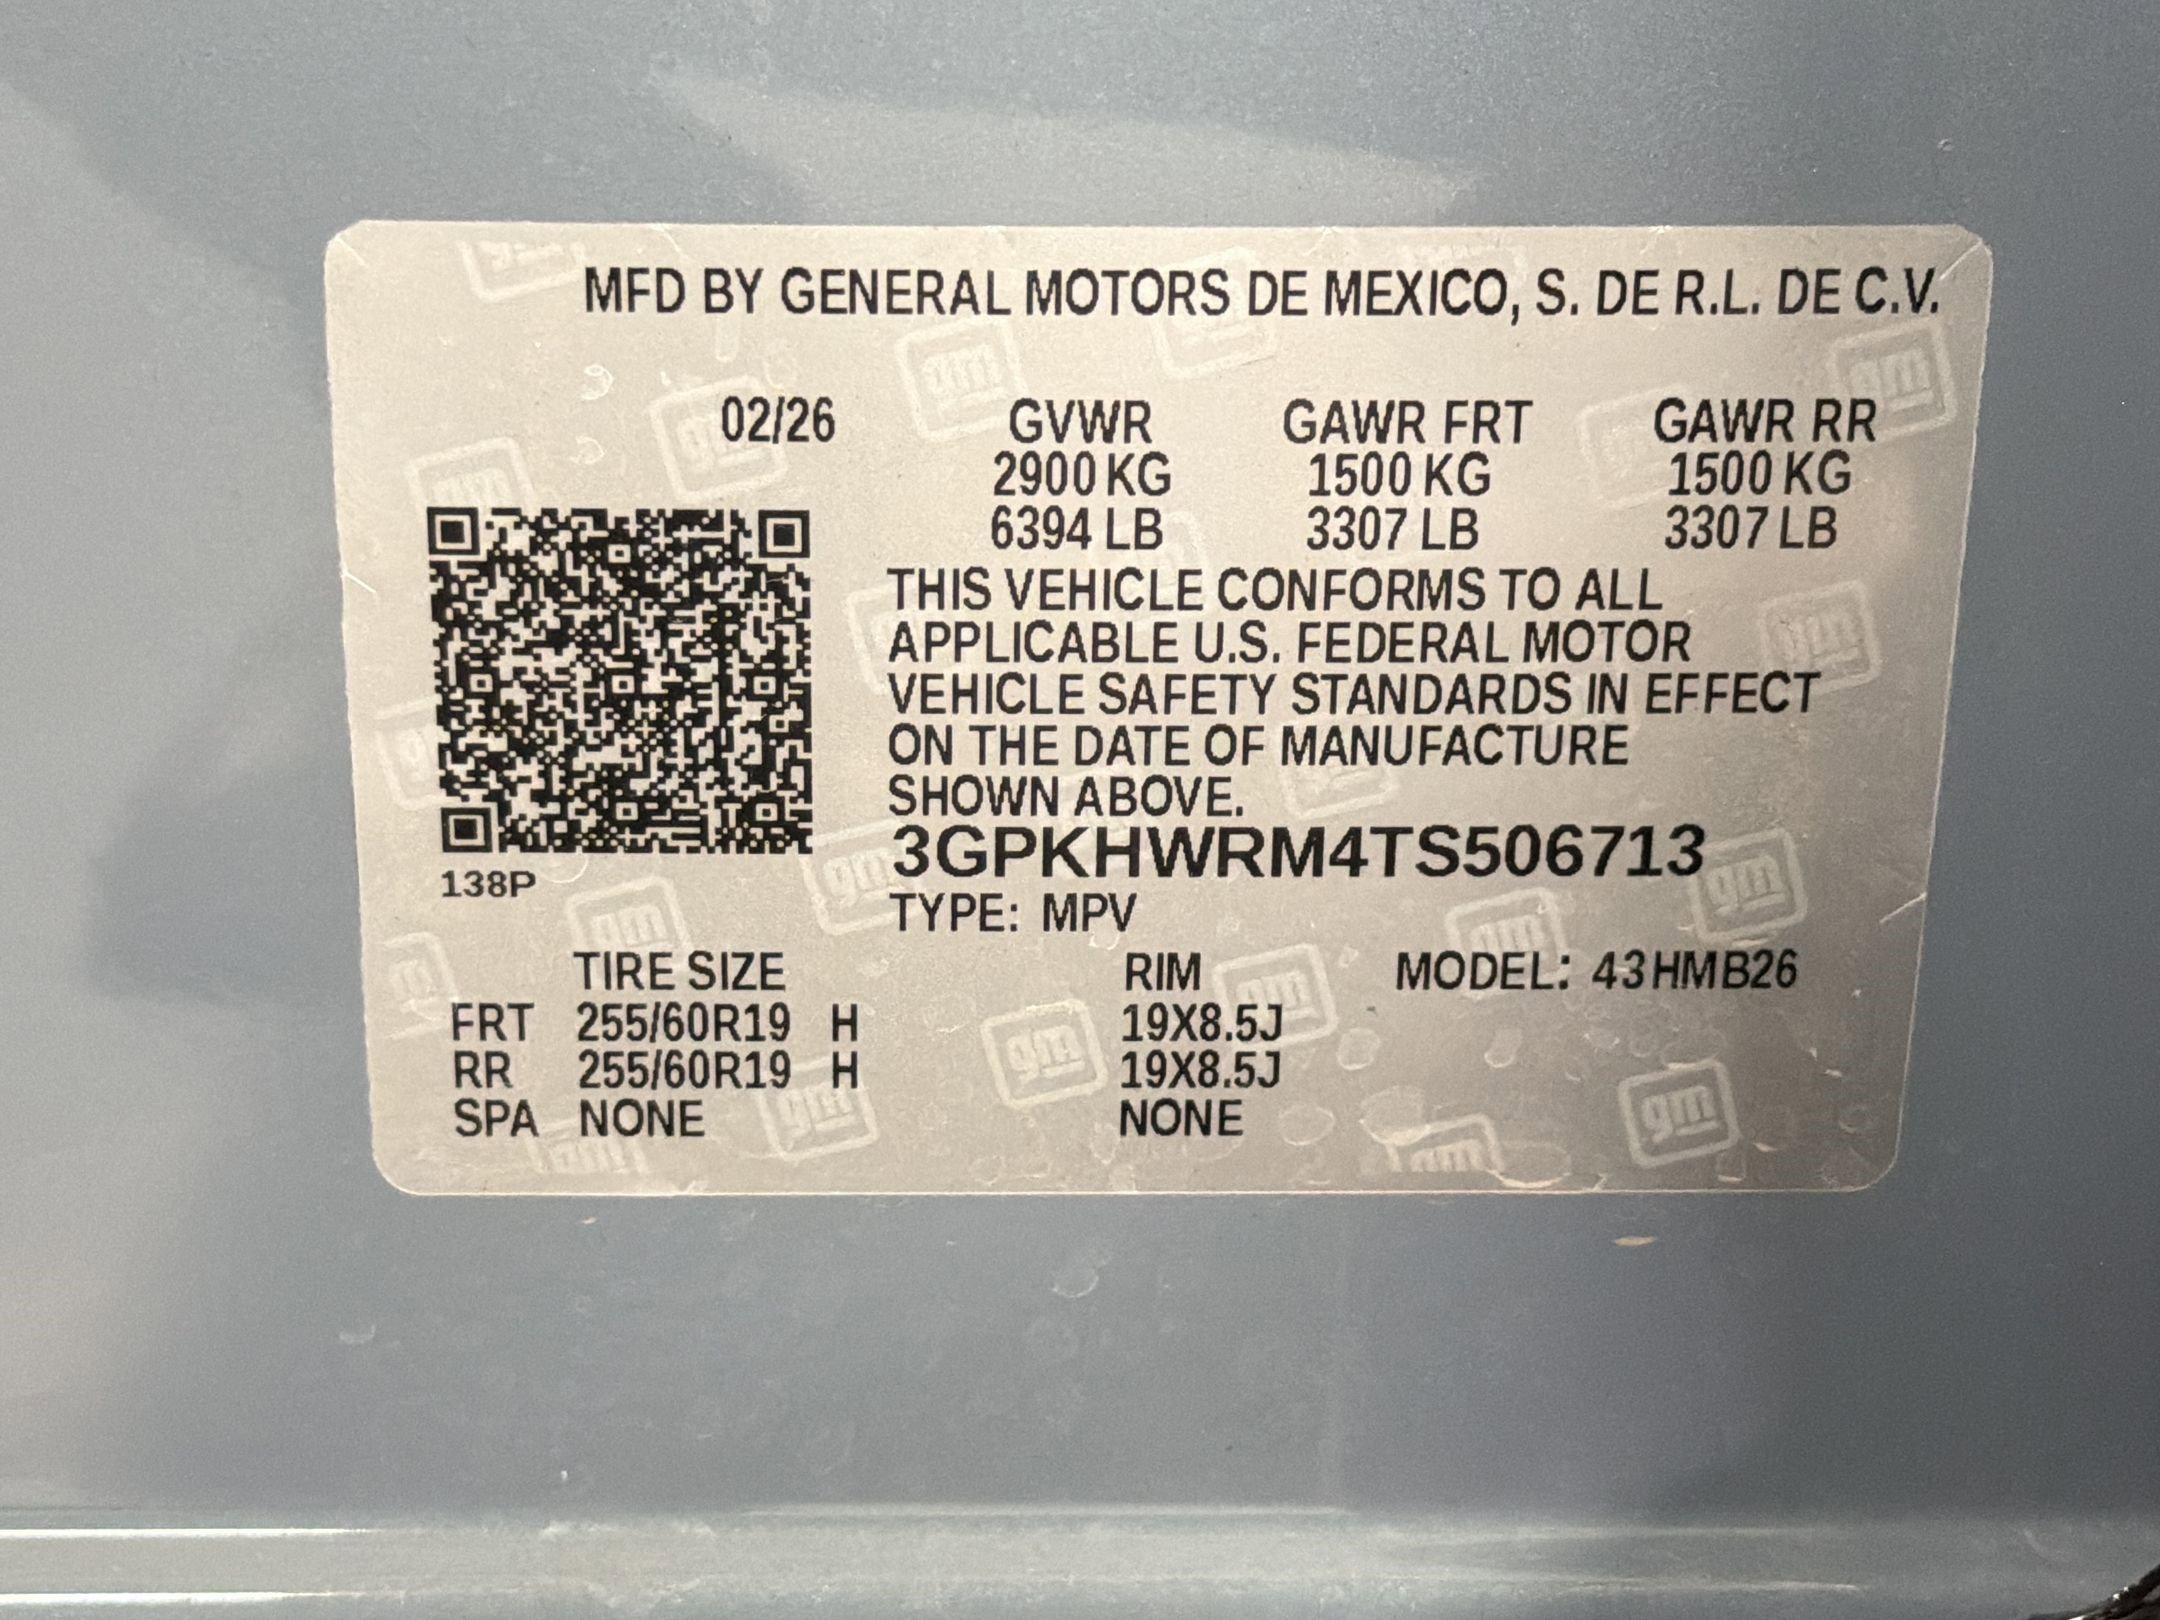 MFD BY GENERAL MOTORS DE MEXICO, S. DE R.L. DE C.V.
02/26 GVWR GAWR FRT GAWR RR
2900 KG 1500 KG 1500 KG
6394 LB 3307 LB 3307 LB
THIS VEHICLE CONFORMS TO ALL
APPLICABLE U.S. FEDERAL MOTOR
VEHICLE SAFETY STANDARDS IN EFFECT
ON THE DATE OF MANUFACTURE
SHOWN ABOVE.
3GPKHWRM4TS506713
138P
TYPE: MPV
TIRE SIZE RIM MODEL: 43HMB26
FRT 255/60R19 H 19X8.5J
RR 255/60R19 H 19X8.5J
SPA NONE NONE